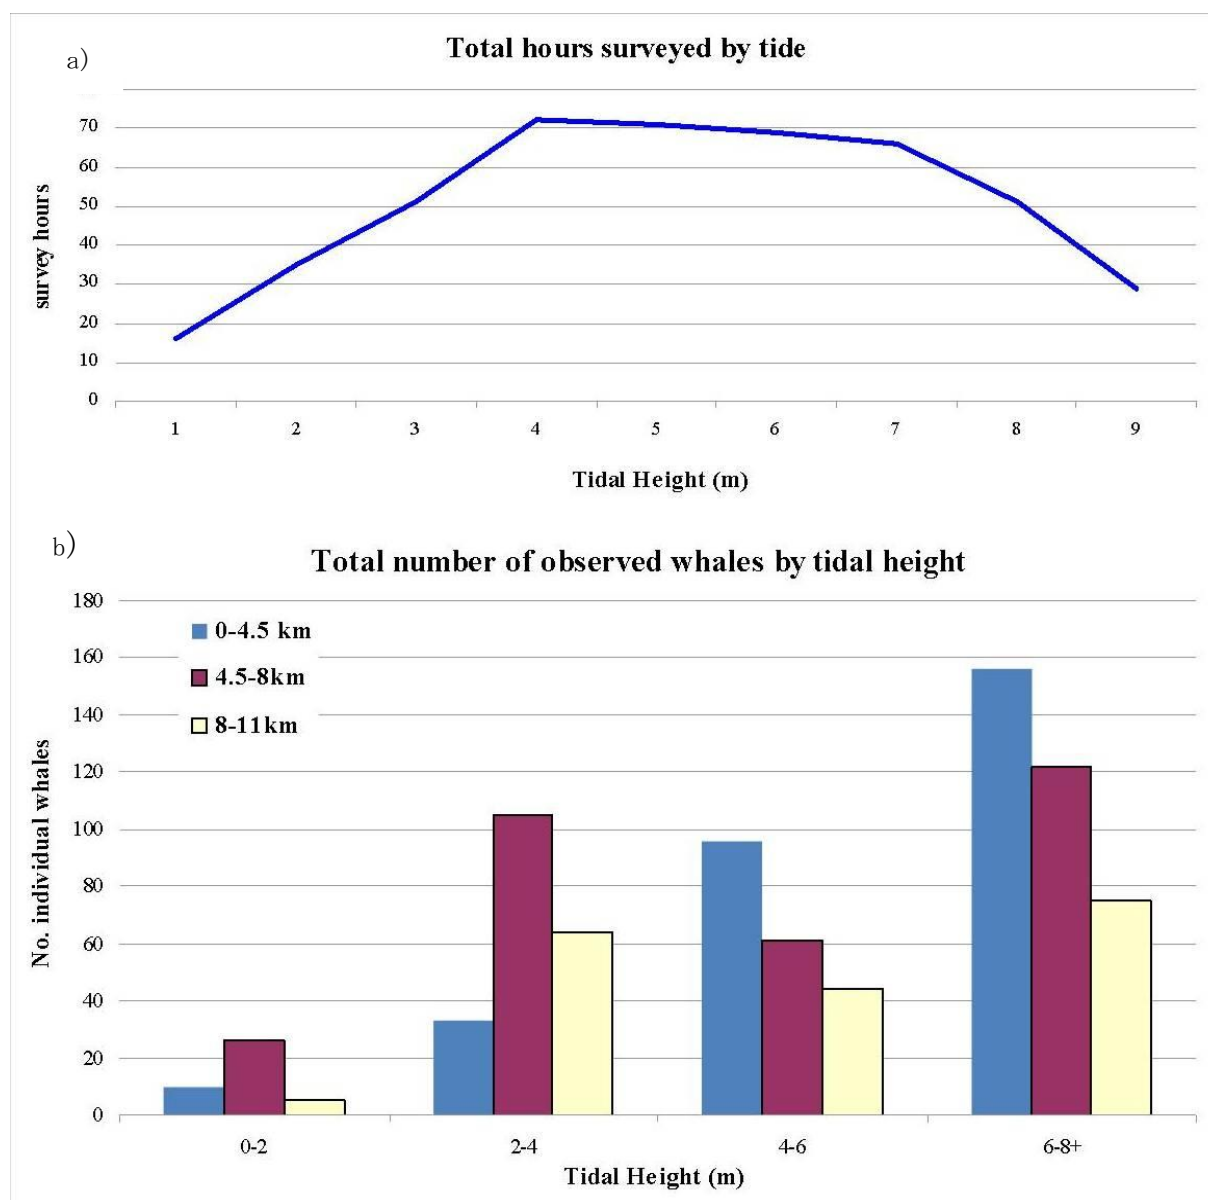 a)
Total hours surveyed by tide
70
60
50
40
30
20
10
0
survey hours
1 2 3 4 5 6 7 8 9
Tidal Height (m)
b)
Total number of observed whales by tidal height
180
160
140
120
100
80
60
40
20
0
No. individual whales
0-4.5 km
4.5-8km
8-11km
0-2 2-4 4-6 6-8+
Tidal Height (m)